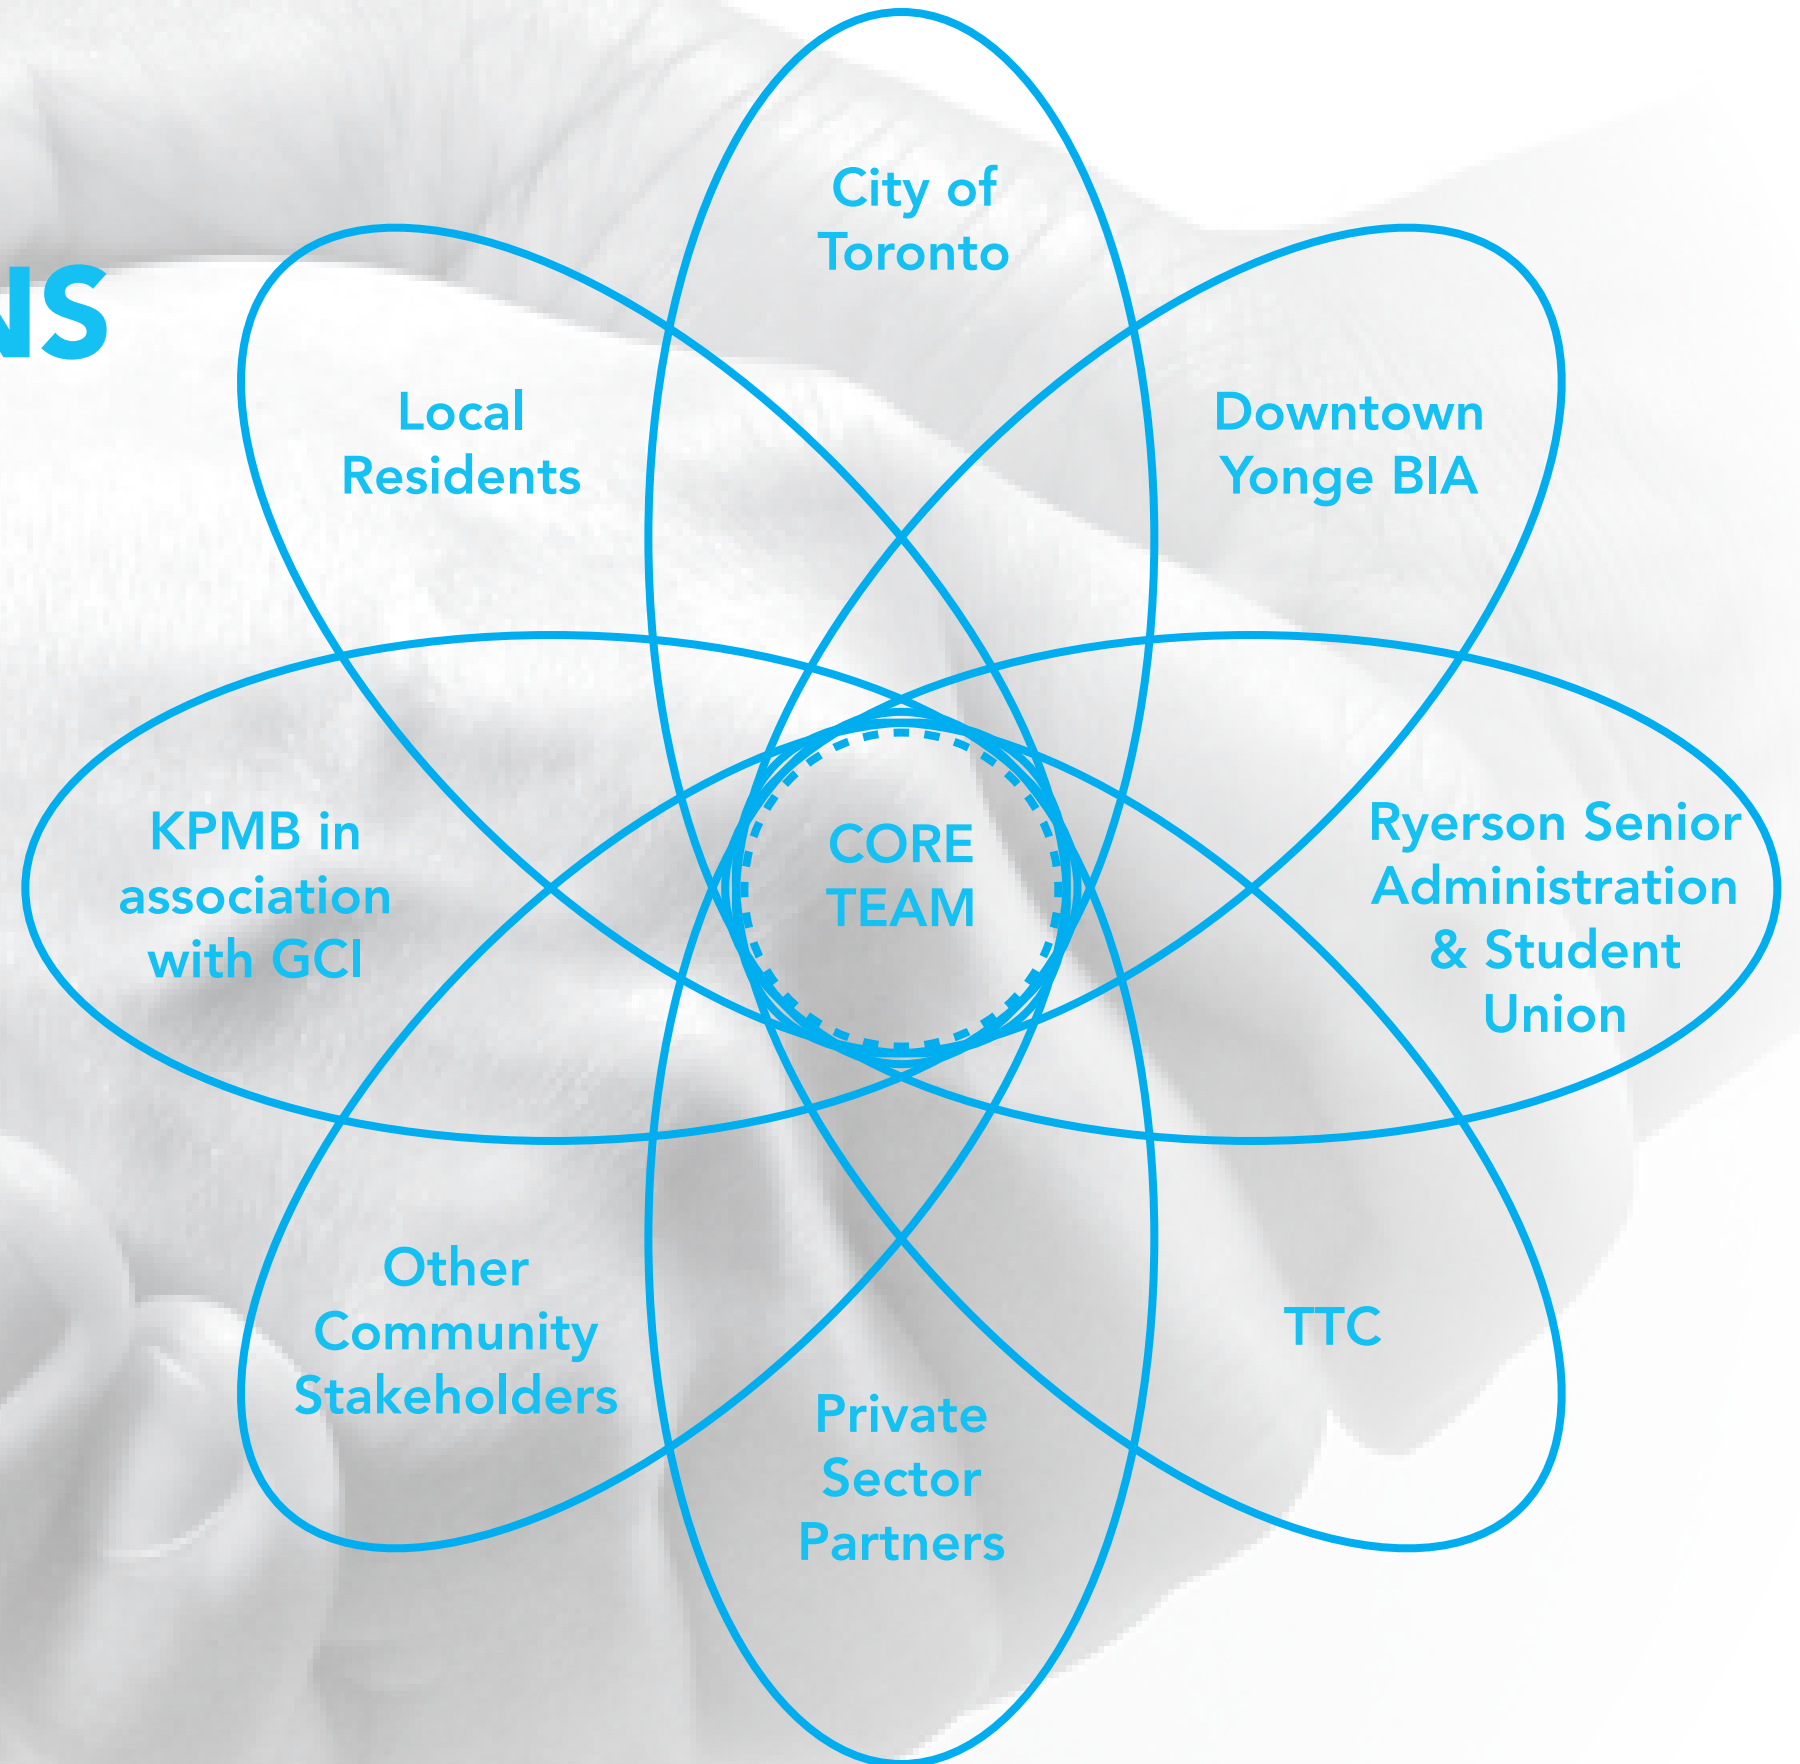 City of
Toronto
NS
Local
Residents
Downtown
Yonge BIA
KPMB in
association
with GCI
CORE
TEAM
Ryerson Senior
Administration
& Student
Union
Other
Community
Stakeholders
TTC
Private
Sector
Partners